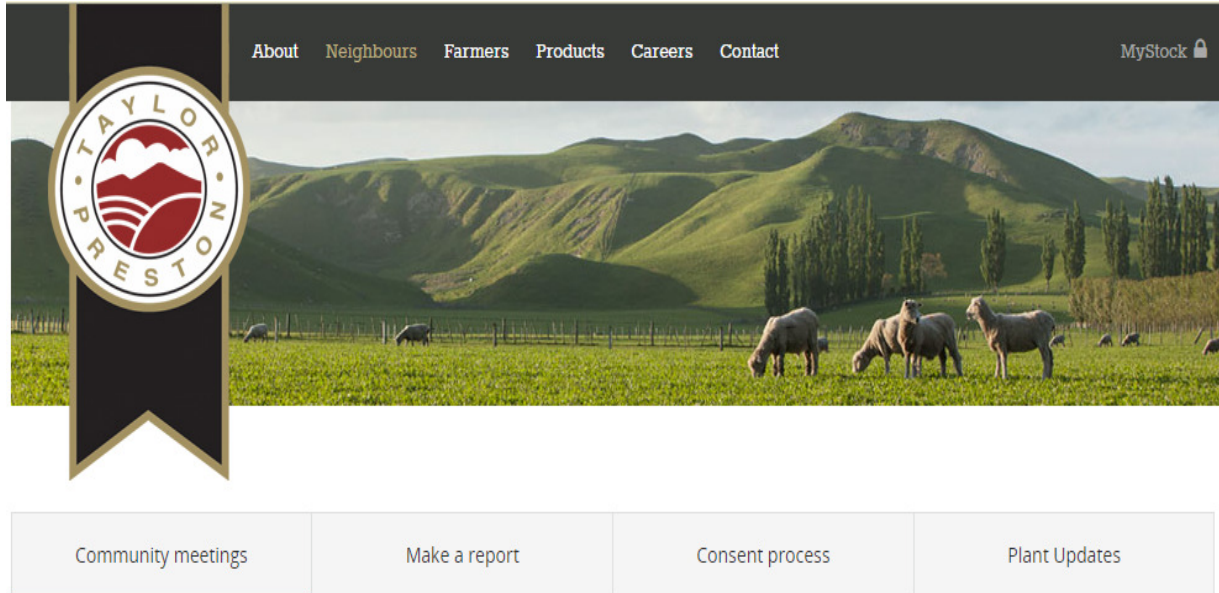 About Neighbours Farmers Products Careers Contact MyStock
TAYLOR
PRESTON
Community meetings Make a report Consent process Plant Updates